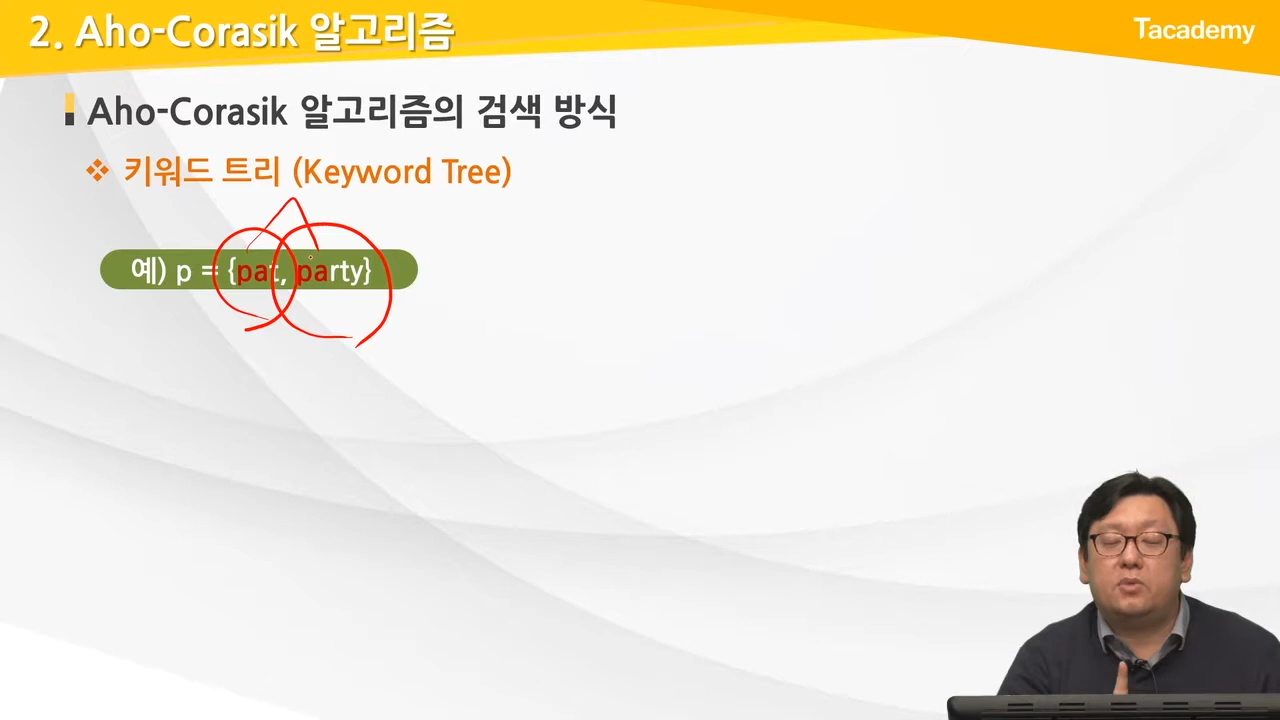 2. Aho-Corasik 알고리즘
Tacademy
Aho-Corasik 알고리즘의 검색 방식
키워드 트리 (Keyword Tree)
예) p = {pat, party}